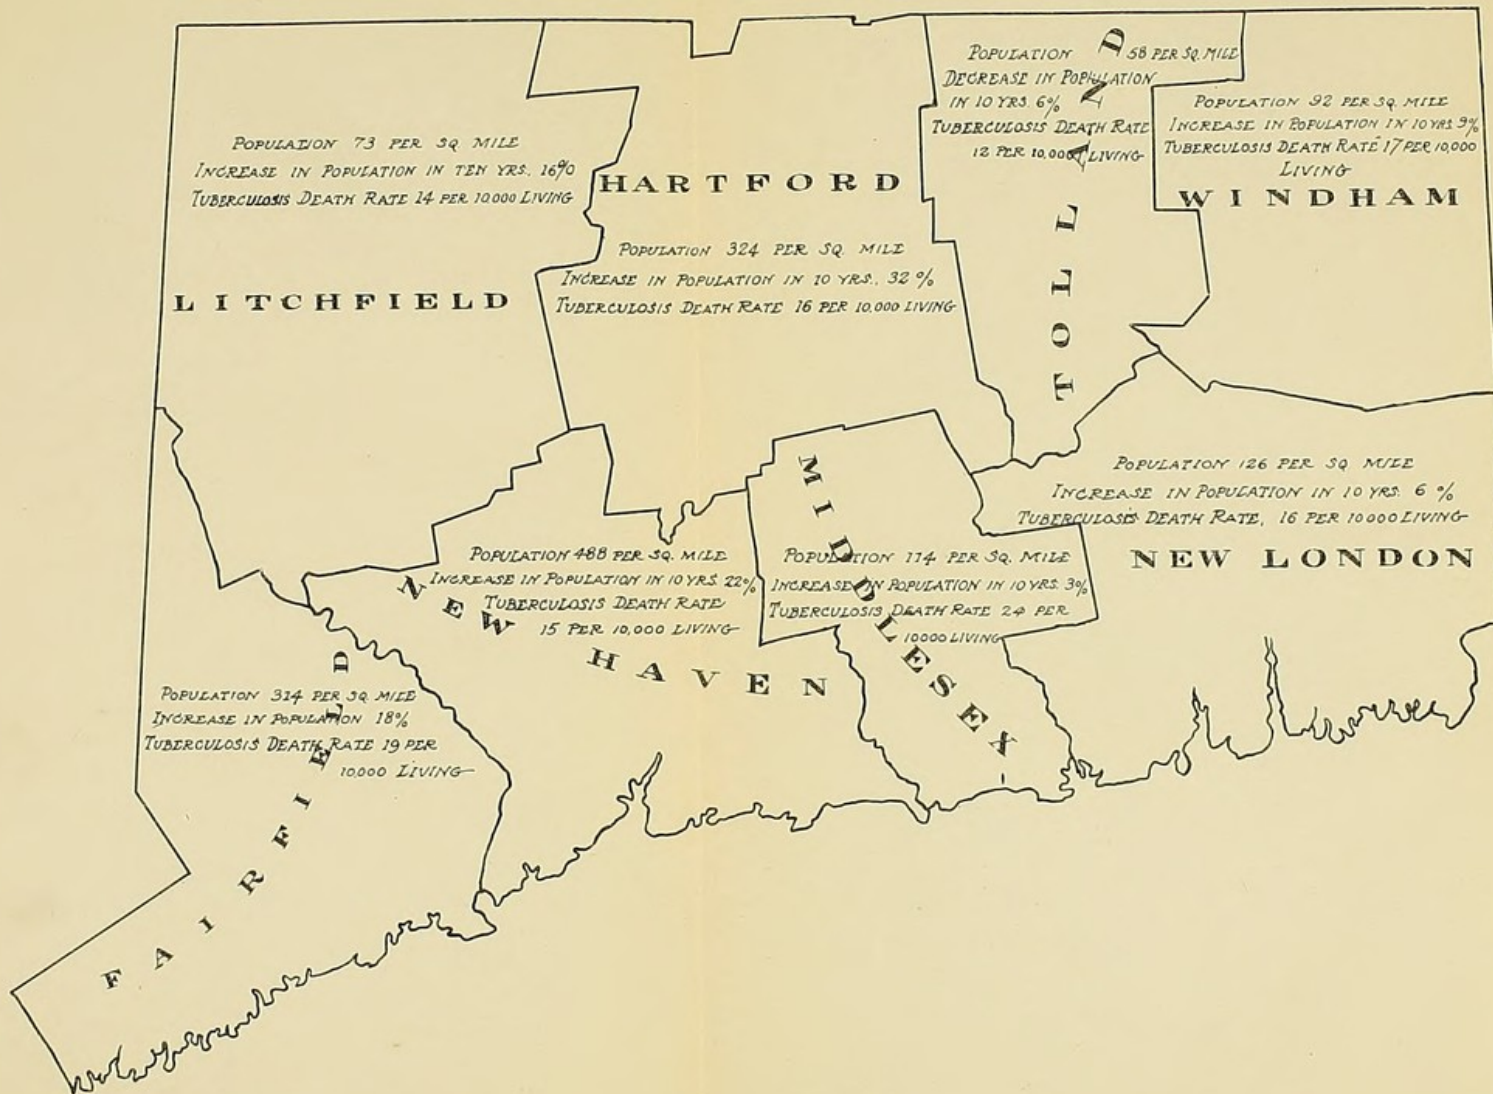 POPULATION 73 PER SQ MILE
INCREASE IN POPULATION IN TEN YRS. 16%
TUBERCULOSIS DEATH RATE 14 PER 10.000 LIVING
LITCHFIELD
HARTFORD
POPULATION 324 PER SQ. MILE
INCREASE IN POPULATION IN 10 YRS., 32 %
TUBERCULOSIS DEATH RATE 16 PER 10.000 LIVING
POPULATION 58 PER SQ. MILE
DECREASE IN POPULATION
IN 10 YRS. 6%
TUBERCULOSIS DEATH RATE
12 PER 10,000 LIVING
TOLLAND
POPULATION 92 PER SQ. MILE
INCREASE IN POPULATION IN 10 YRS. 9%
TUBERCULOSIS DEATH RATE 17 PER 10,000
LIVING
WINDHAM
POPULATION 126 PER SQ MILE
INCREASE IN POPULATION IN 10 YRS. 6 %
TUBERCULOSIS DEATH RATE, 16 PER 10000 LIVING
NEW LONDON
POPULATION 488 PER SQ. MILE
INCREASE IN POPULATION IN 10 YRS. 22%
TUBERCULOSIS DEATH RATE
15 PER 10,000 LIVING
NEW HAVEN
POPULATION 114 PER SQ. MILE
INCREASE IN POPULATION IN 10 YRS. 3%
TUBERCULOSIS DEATH RATE 24 PER
10000 LIVING
MIDDLESEX
POPULATION 314 PER SQ. MILE
INCREASE IN POPULATION 18%
TUBERCULOSIS DEATH RATE 19 PER
10,000 LIVING
FAIRFIELD